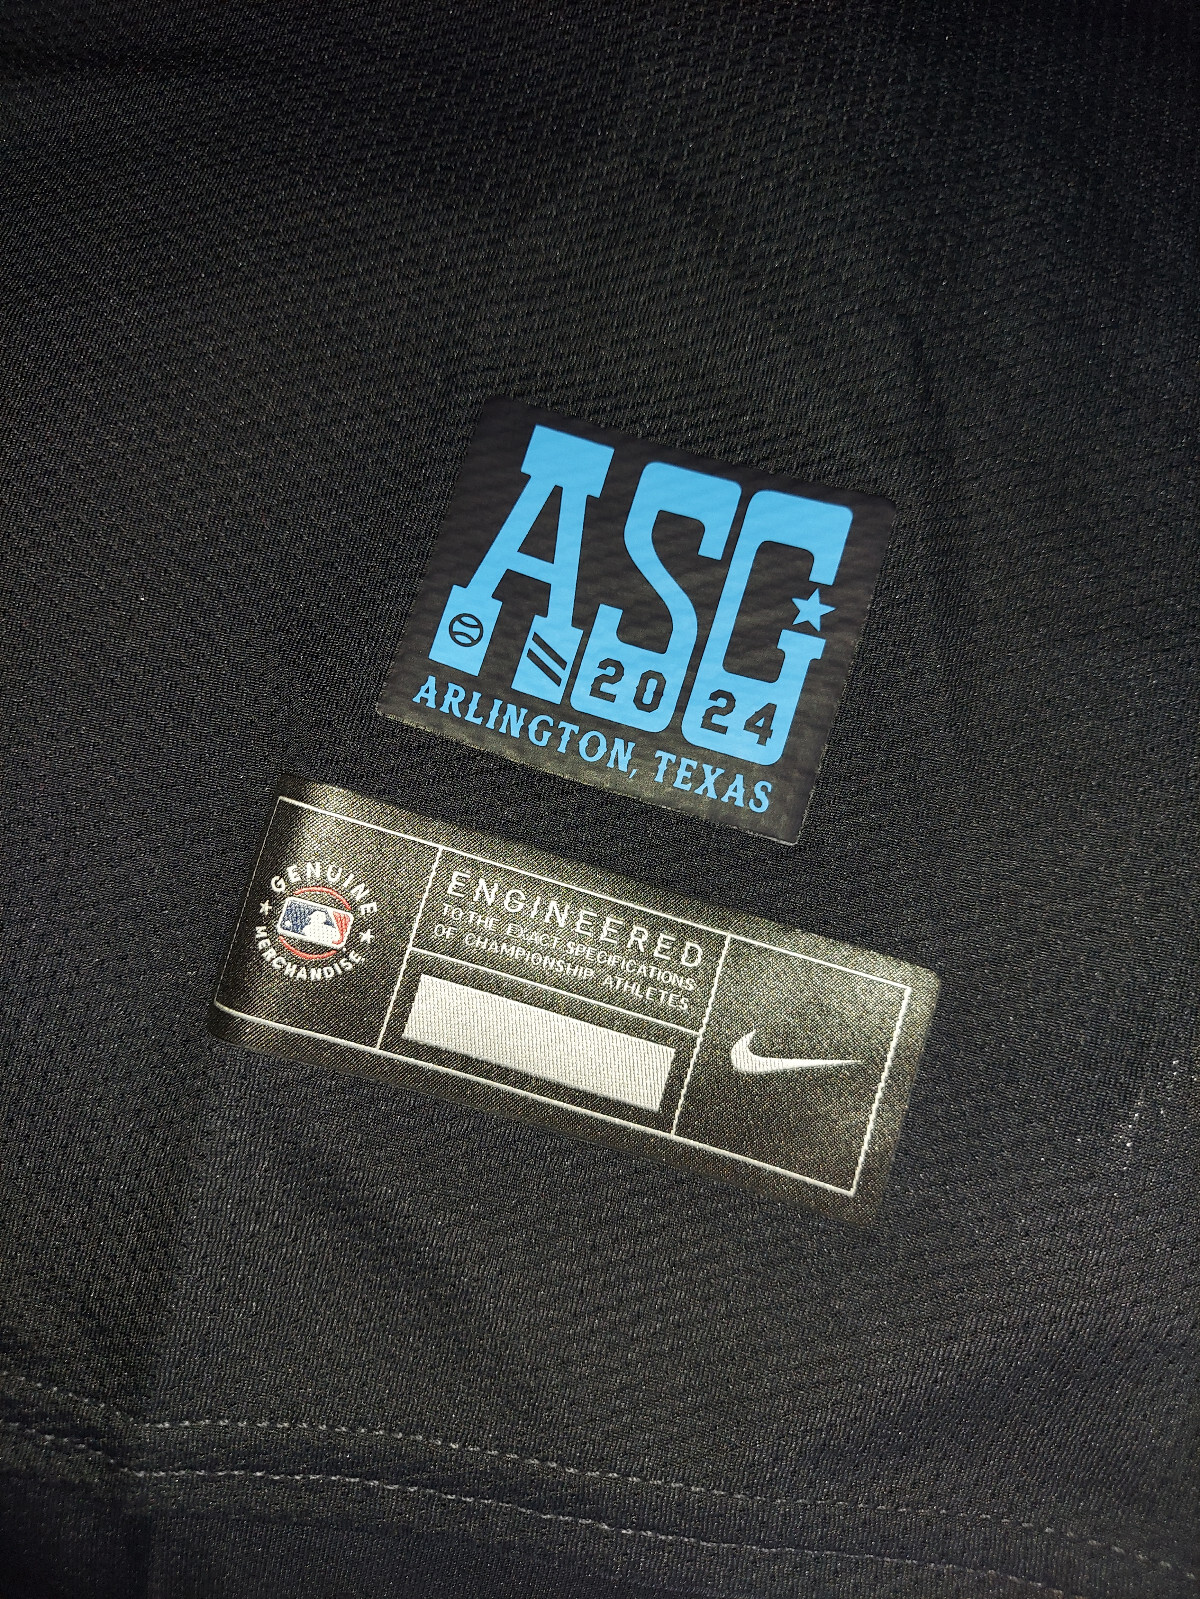 ASG
20 24
ARLINGTON, TEXAS
GENUINE
MERCHANDISE
ENGINEERED
TO THE EXACT SPECIFICATIONS
OF CHAMPIONSHIP ATHLETES